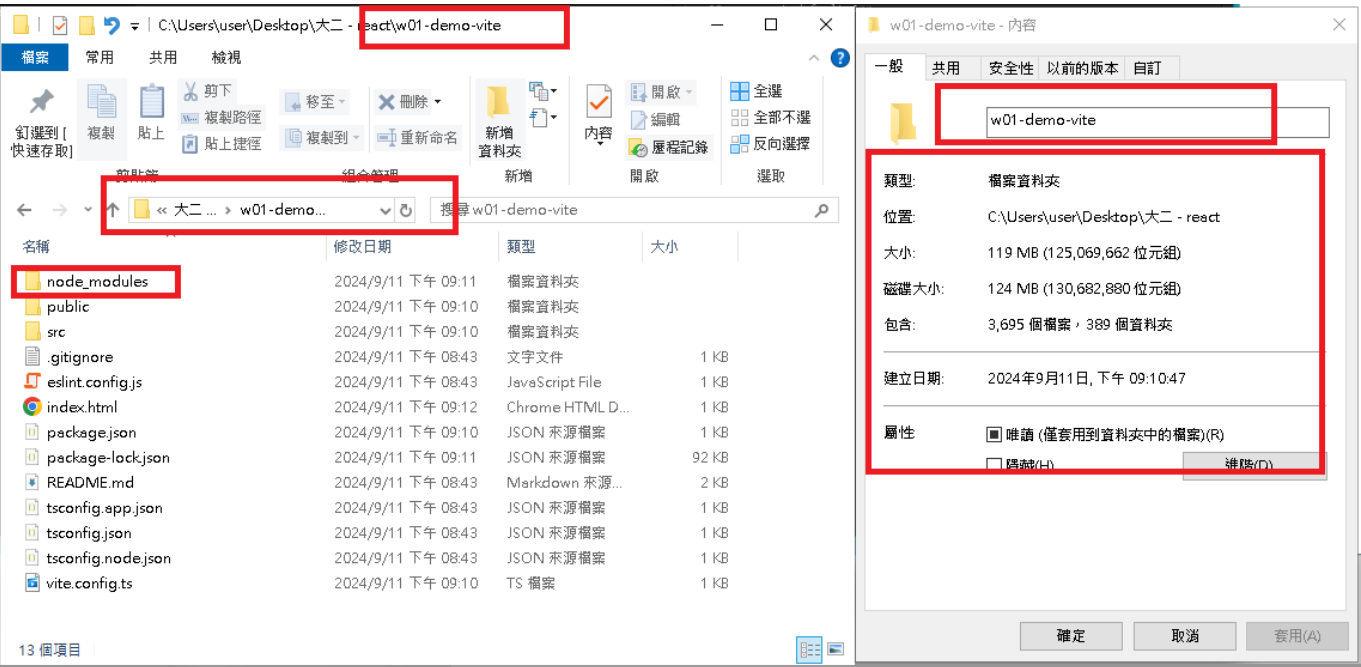 C:\Users\user\Desktop\大二 - react\w01-demo-vite
檔案 常用 共用 檢視
釘選到 [
快速存取]
複製
貼上
剪下
複製路徑
貼上捷徑
剪貼簿
移至
複製到
刪除
重新命名
組合管理
新增
資料夾
新增
內容
開啟
編輯
歷程記錄
開啟
全選
全部不選
反向選擇
選取
« 大二 ... › w01-demo...
搜尋 w01-demo-vite
名稱 修改日期 類型 大小
node_modules 2024/9/11 下午 09:11 檔案資料夾
public 2024/9/11 下午 09:10 檔案資料夾
src 2024/9/11 下午 09:10 檔案資料夾
.gitignore 2024/9/11 下午 08:43 文字文件 1 KB
eslint.config.js 2024/9/11 下午 08:43 JavaScript File 1 KB
index.html 2024/9/11 下午 09:12 Chrome HTML D... 1 KB
package.json 2024/9/11 下午 09:10 JSON 來源檔案 1 KB
package-lock.json 2024/9/11 下午 09:11 JSON 來源檔案 92 KB
README.md 2024/9/11 下午 08:43 Markdown 來源... 2 KB
tsconfig.app.json 2024/9/11 下午 08:43 JSON 來源檔案 1 KB
tsconfig.json 2024/9/11 下午 08:43 JSON 來源檔案 1 KB
tsconfig.node.json 2024/9/11 下午 08:43 JSON 來源檔案 1 KB
vite.config.ts 2024/9/11 下午 09:10 TS 檔案 1 KB
13 個項目
w01-demo-vite - 內容
一般 共用 安全性 以前的版本 自訂
w01-demo-vite
類型: 檔案資料夾
位置: C:\Users\user\Desktop\大二 - react
大小: 119 MB (125,069,662 位元組)
磁碟大小: 124 MB (130,682,880 位元組)
包含: 3,695 個檔案，389 個資料夾
建立日期: 2024年9月11日, 下午 09:10:47
屬性 唯讀 (僅套用到資料夾中的檔案)(R)
隱藏(H) 進階(D)
確定 取消 套用(A)